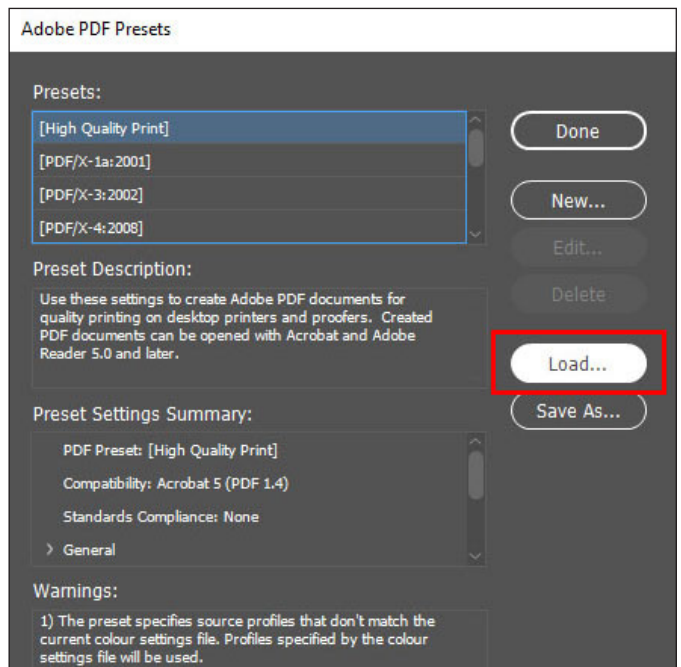 Adobe PDF Presets
Presets:
[High Quality Print]
[PDF/X-1a:2001]
[PDF/X-3:2002]
[PDF/X-4:2008]
Done
New...
Edit...
Delete
Load...
Save As...
Preset Description:
Use these settings to create Adobe PDF documents for
quality printing on desktop printers and proofers. Created
PDF documents can be opened with Acrobat and Adobe
Reader 5.0 and later.
Preset Settings Summary:
PDF Preset: [High Quality Print]
Compatibility: Acrobat 5 (PDF 1.4)
Standards Compliance: None
> General
Warnings:
1) The preset specifies source profiles that don't match the
current colour settings file. Profiles specified by the colour
settings file will be used.